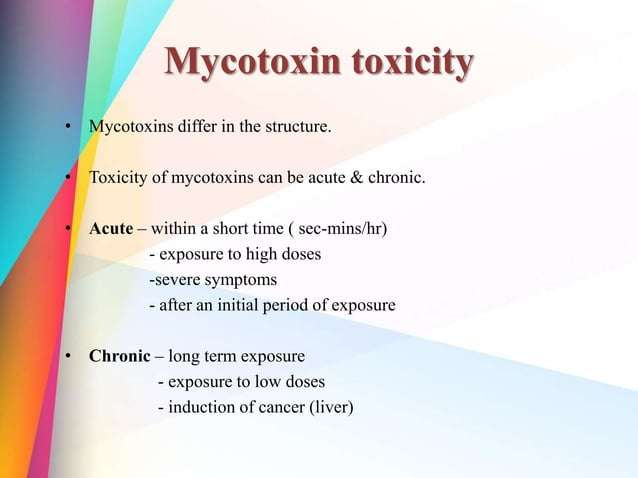 Mycotoxin toxicity
• Mycotoxins differ in the structure.
• Toxicity of mycotoxins can be acute & chronic.
• Acute – within a short time ( sec-mins/hr)
- exposure to high doses
-severe symptoms
- after an initial period of exposure
• Chronic – long term exposure
- exposure to low doses
- induction of cancer (liver)